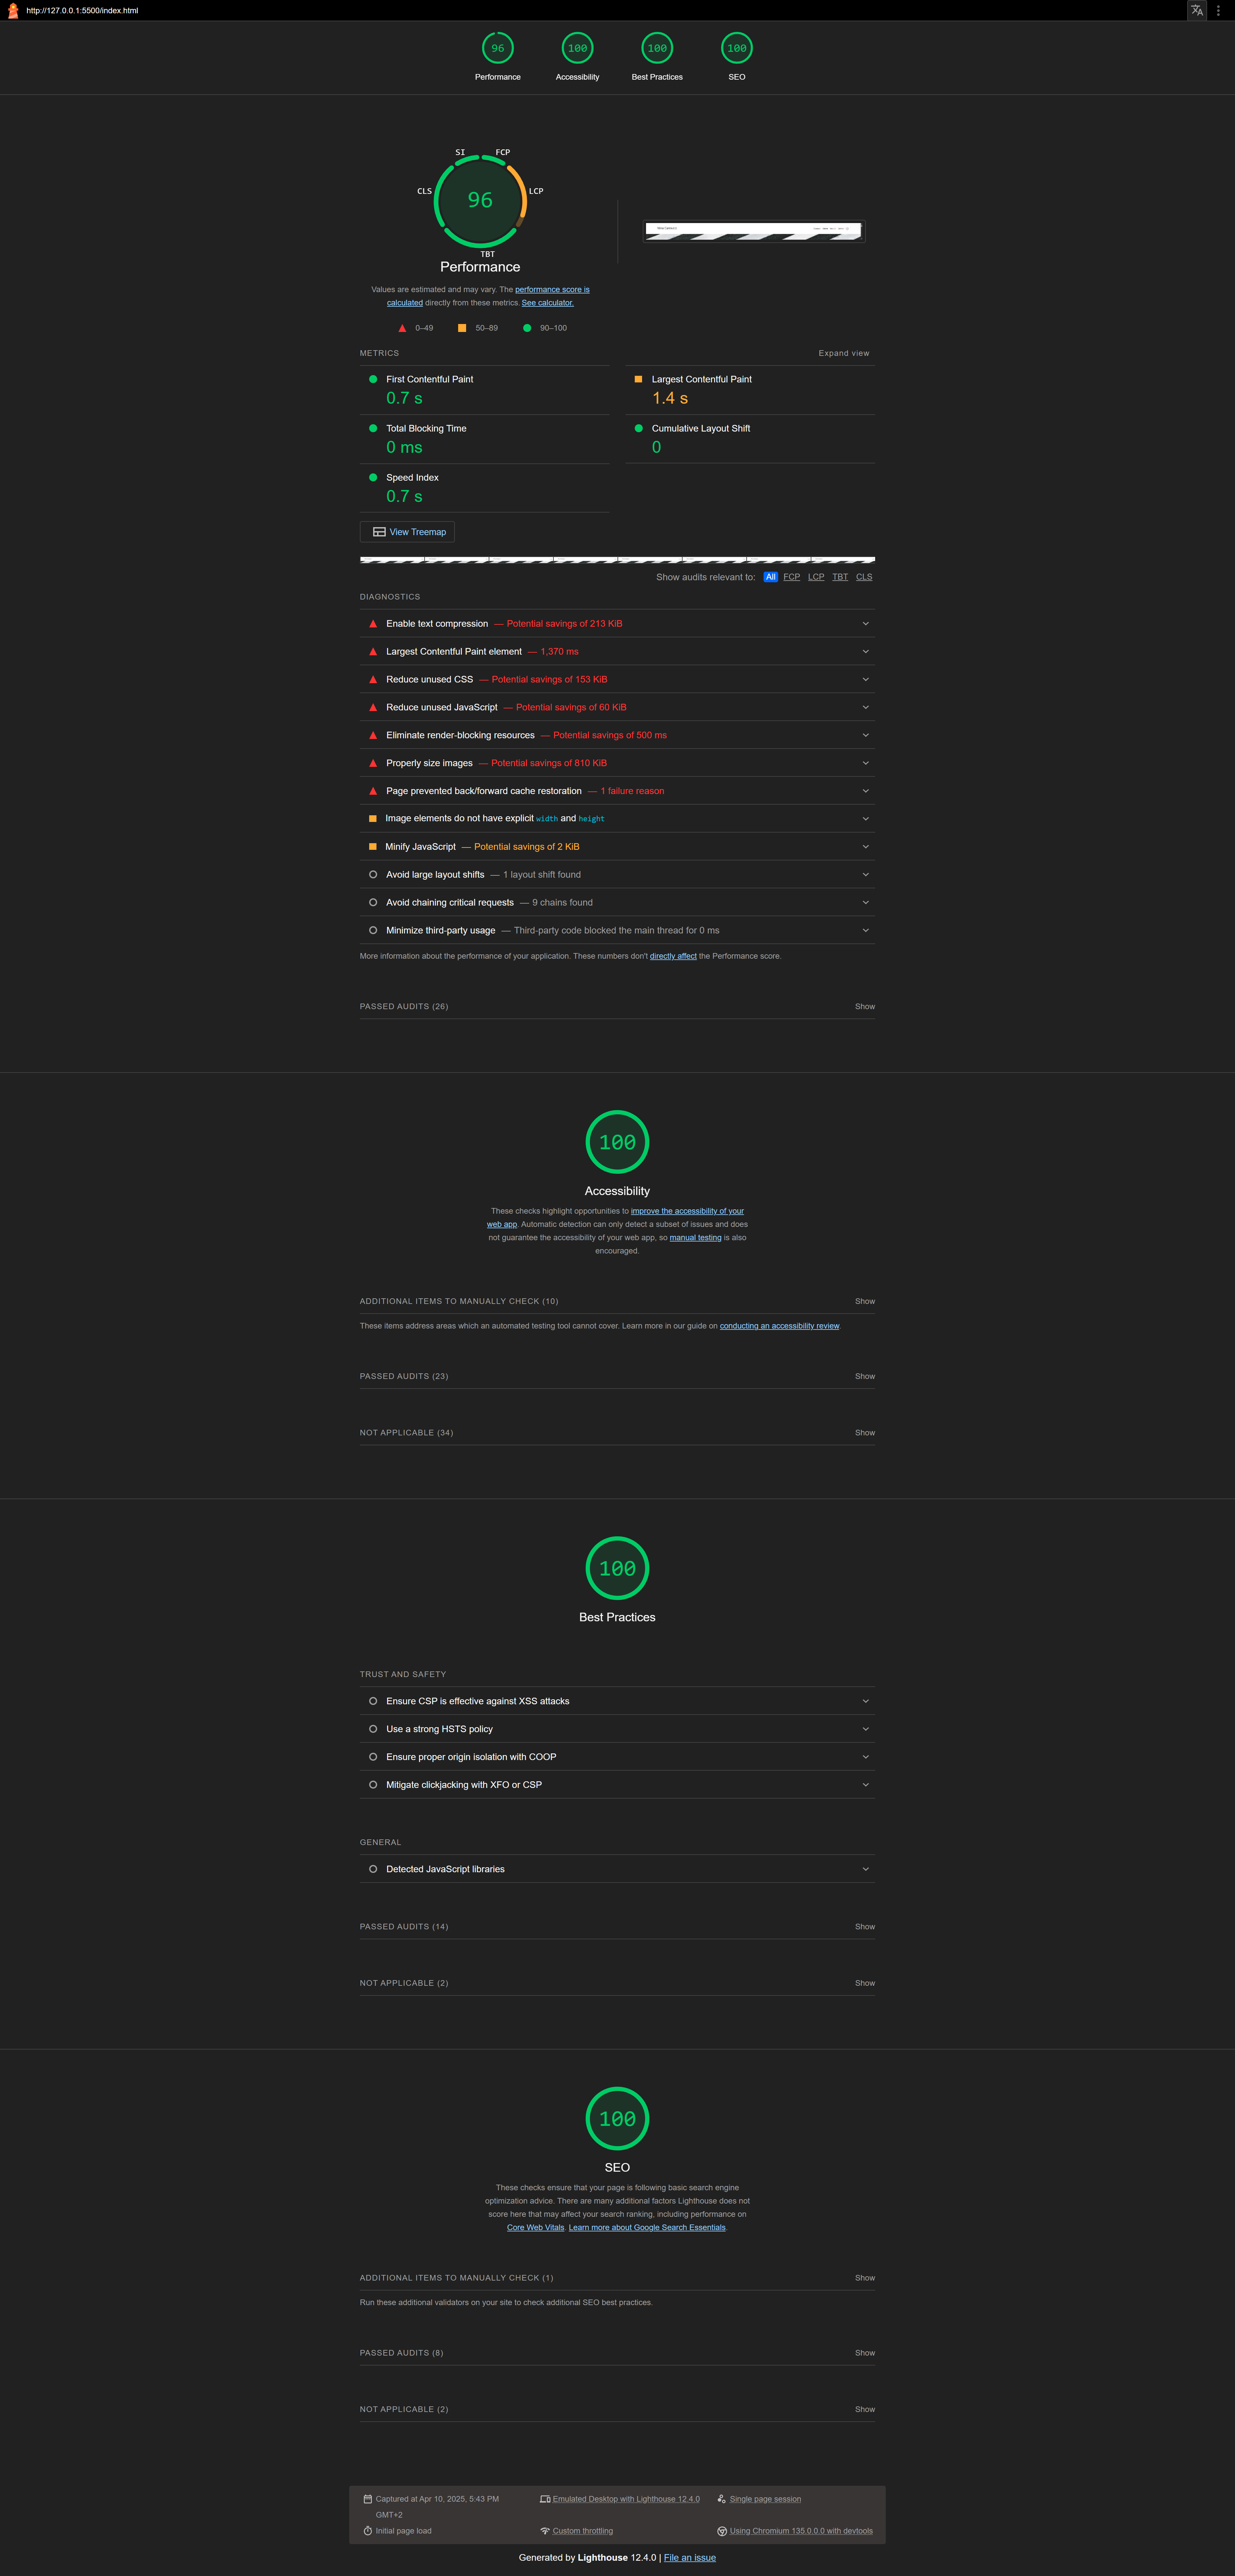 http://127.0.0.1:5500/index.html
96
100
100
100
Performance
Accessibility
Best Practices
SEO
SI
FCP
CLS
LCP
96
TBT
Performance
Values are estimated and may vary. The performance score is
calculated directly from these metrics. See calculator.
0–49
50–89
90–100
METRICS
Expand view
First Contentful Paint
0.7 s
Largest Contentful Paint
1.4 s
Total Blocking Time
0 ms
Cumulative Layout Shift
0
Speed Index
0.7 s
View Treemap
Show audits relevant to: All FCP LCP TBT CLS
DIAGNOSTICS
Enable text compression — Potential savings of 213 KiB
Largest Contentful Paint element — 1,370 ms
Reduce unused CSS — Potential savings of 153 KiB
Reduce unused JavaScript — Potential savings of 60 KiB
Eliminate render-blocking resources — Potential savings of 500 ms
Properly size images — Potential savings of 810 KiB
Page prevented back/forward cache restoration — 1 failure reason
Image elements do not have explicit width and height
Minify JavaScript — Potential savings of 2 KiB
Avoid large layout shifts — 1 layout shift found
Avoid chaining critical requests — 9 chains found
Minimize third-party usage — Third-party code blocked the main thread for 0 ms
More information about the performance of your application. These numbers don't directly affect the Performance score.
PASSED AUDITS (26)
Show
100
Accessibility
These checks highlight opportunities to improve the accessibility of your
web app. Automatic detection can only detect a subset of issues and does
not guarantee the accessibility of your web app, so manual testing is also
encouraged.
ADDITIONAL ITEMS TO MANUALLY CHECK (10)
Show
These items address areas which an automated testing tool cannot cover. Learn more in our guide on conducting an accessibility review.
PASSED AUDITS (23)
Show
NOT APPLICABLE (34)
Show
100
Best Practices
TRUST AND SAFETY
Ensure CSP is effective against XSS attacks
Use a strong HSTS policy
Ensure proper origin isolation with COOP
Mitigate clickjacking with XFO or CSP
GENERAL
Detected JavaScript libraries
PASSED AUDITS (14)
Show
NOT APPLICABLE (2)
Show
100
SEO
These checks ensure that your page is following basic search engine
optimization advice. There are many additional factors Lighthouse does not
score here that may affect your search ranking, including performance on
Core Web Vitals. Learn more about Google Search Essentials.
ADDITIONAL ITEMS TO MANUALLY CHECK (1)
Show
Run these additional validators on your site to check additional SEO best practices.
PASSED AUDITS (8)
Show
NOT APPLICABLE (2)
Show
Captured at Apr 10, 2025, 5:43 PM
GMT+2
Emulated Desktop with Lighthouse 12.4.0
Single page session
Initial page load
Custom throttling
Using Chromium 135.0.0.0 with devtools
Generated by Lighthouse 12.4.0 | File an issue